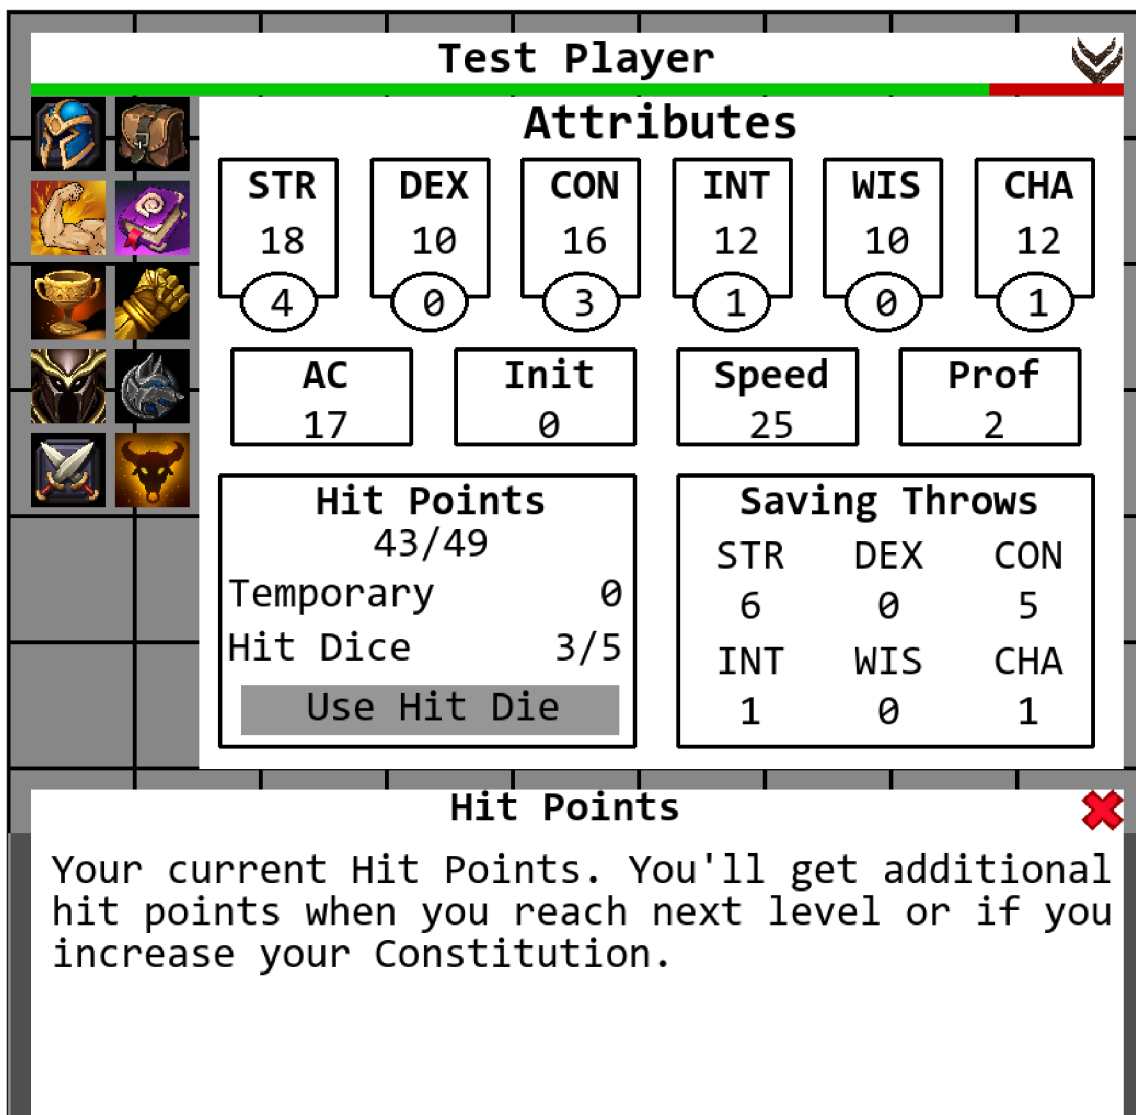 Test Player
Attributes
STR DEX CON INT WIS CHA
18 10 16 12 10 12
4 0 3 1 0 1
AC Init Speed Prof
17 0 25 2
Hit Points
43/49
Temporary 0
Hit Dice 3/5
Use Hit Die
Saving Throws
STR DEX CON
6 0 5
INT WIS CHA
1 0 1
Hit Points
Your current Hit Points. You'll get additional
hit points when you reach next level or if you
increase your Constitution.